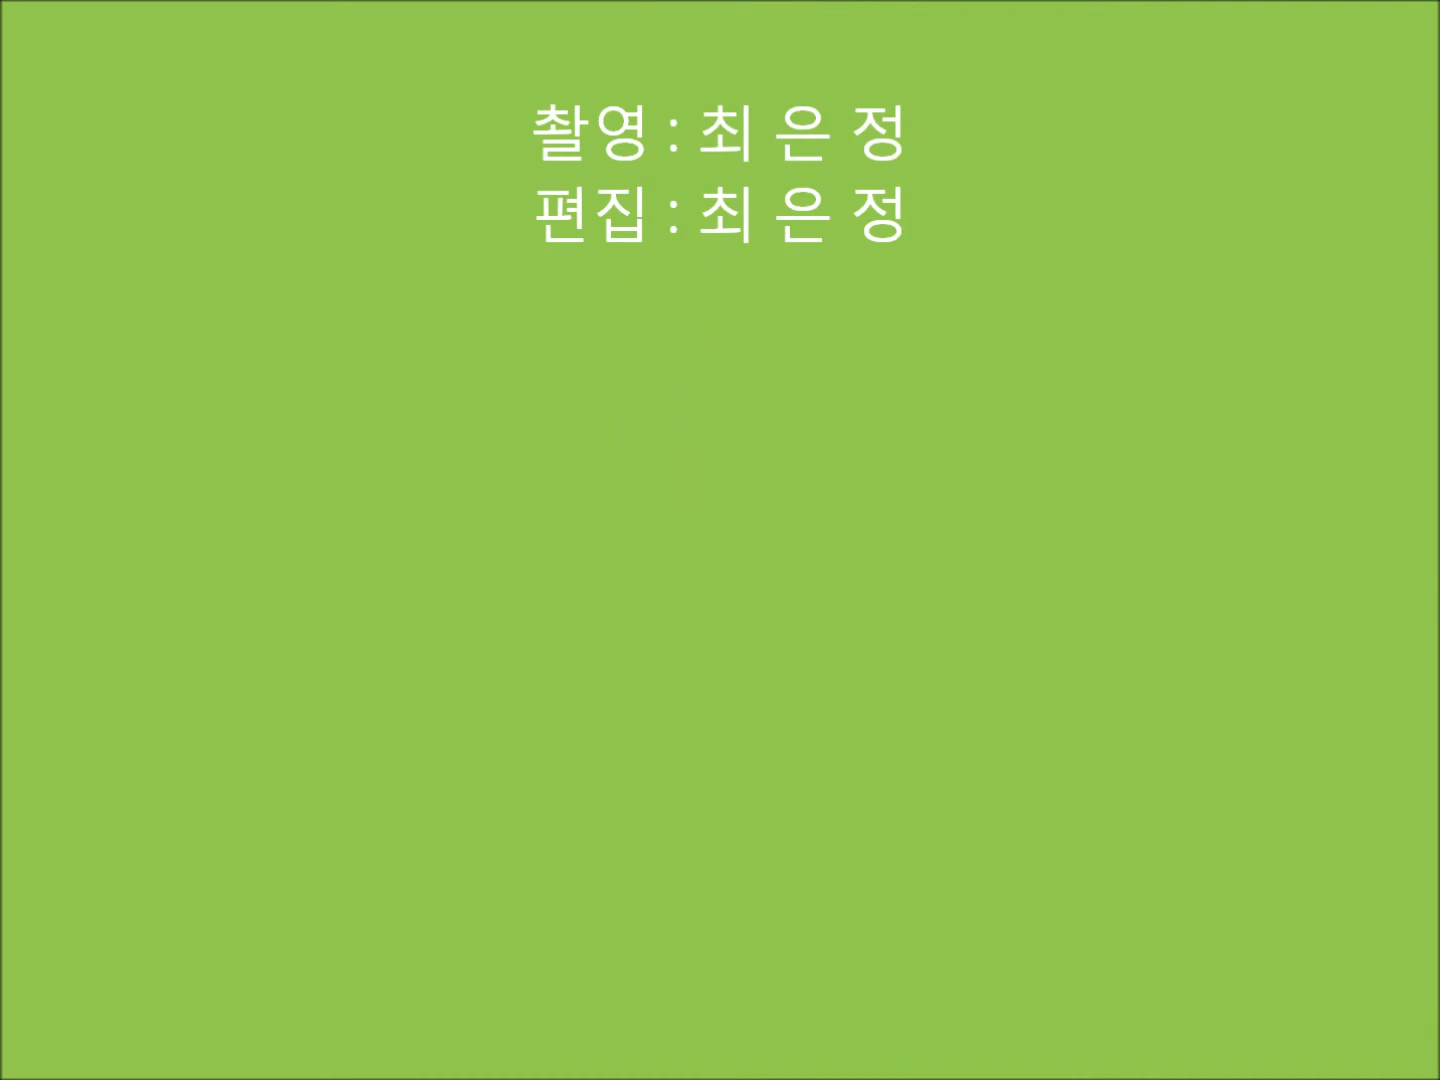 촬영 : 최 은 정
편집 : 최 은 정